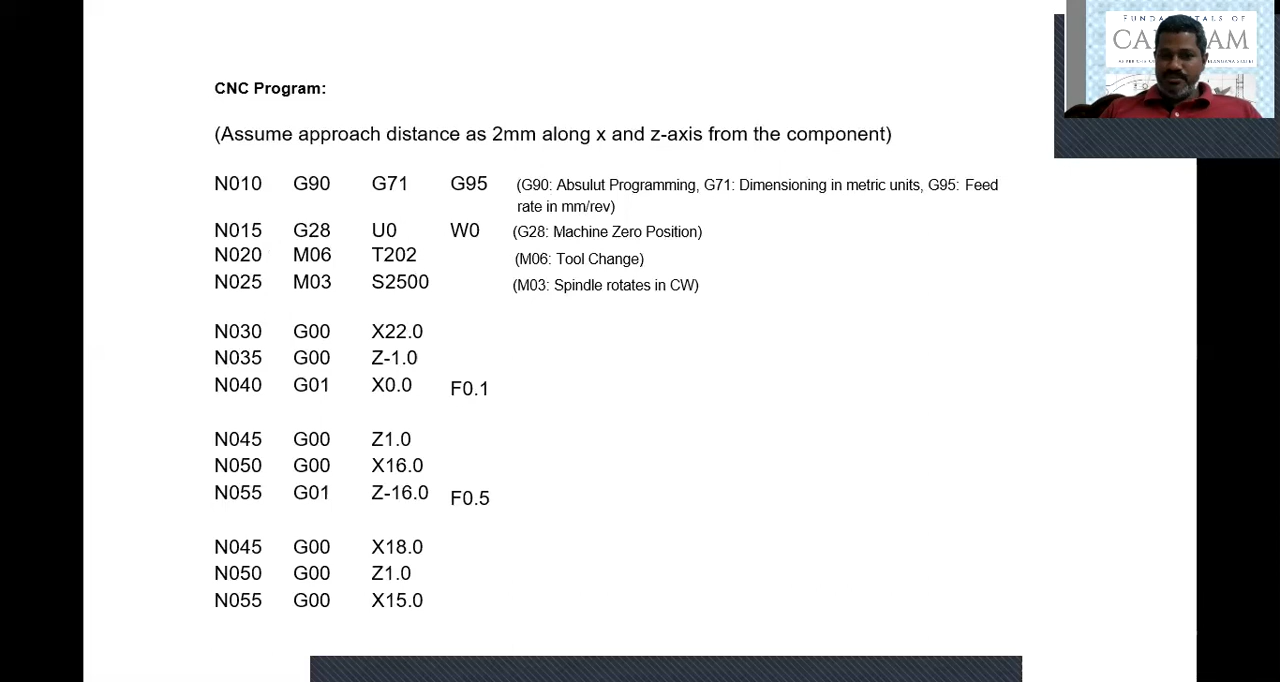 FUNDAMENTALS OF
CNC Program:
(Assume approach distance as 2mm along x and z-axis from the component)
N010 G90 G71 G95 (G90: Absulut Programming, G71: Dimensioning in metric units, G95: Feed
rate in mm/rev)
N015 G28 U0 W0 (G28: Machine Zero Position)
N020 M06 T202 (M06: Tool Change)
N025 M03 S2500 (M03: Spindle rotates in CW)
N030 G00 X22.0
N035 G00 Z-1.0
N040 G01 X0.0 F0.1
N045 G00 Z1.0
N050 G00 X16.0
N055 G01 Z-16.0 F0.5
N045 G00 X18.0
N050 G00 Z1.0
N055 G00 X15.0